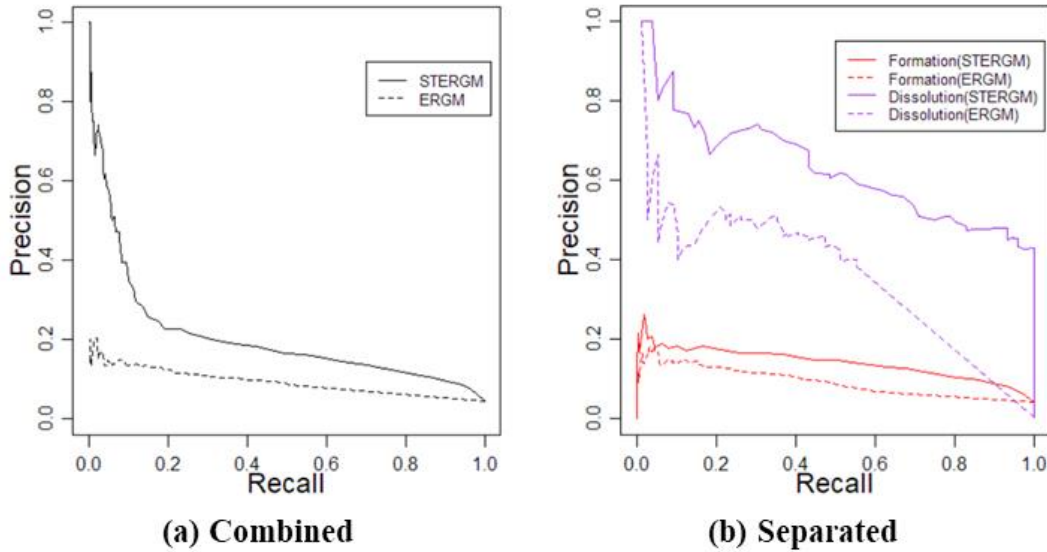 1.0
0.8
0.6
0.4
0.2
0.0
Precision
STERGM
ERGM
0.0 0.2 0.4 0.6 0.8 1.0
Recall
(a) Combined
1.0
0.8
0.6
0.4
0.2
0.0
Precision
Formation(STERGM)
Formation(ERGM)
Dissolution(STERGM)
Dissolution(ERGM)
0.0 0.2 0.4 0.6 0.8 1.0
Recall
(b) Separated